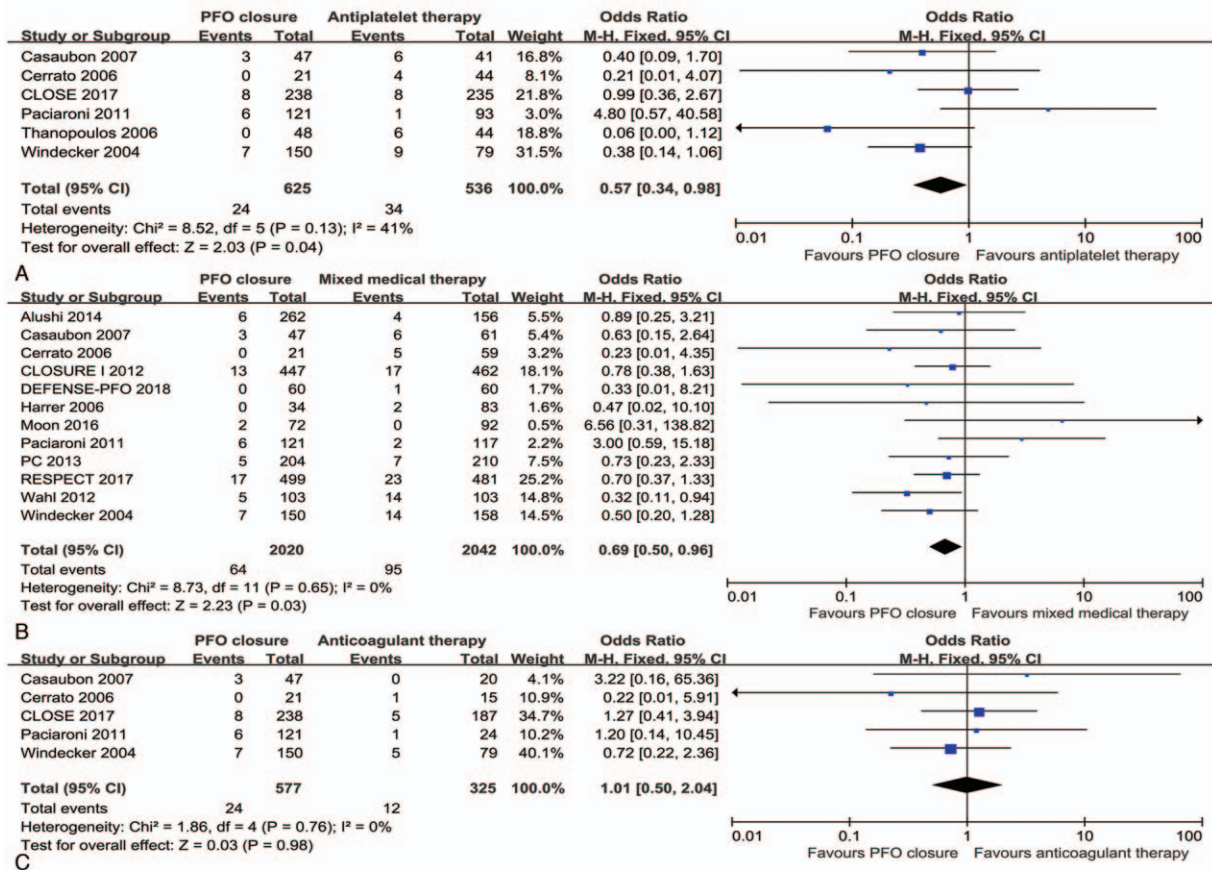 PFO closure Antiplatelet therapy Odds Ratio Odds Ratio
Study or Subgroup Events Total Events Total Weight M-H. Fixed. 95% CI M-H. Fixed. 95% CI
Casaubon 2007 3 47 6 41 16.8% 0.40 [0.09, 1.70]
Cerrato 2006 0 21 4 44 8.1% 0.21 [0.01, 4.07]
CLOSE 2017 8 238 8 235 21.8% 0.99 [0.36, 2.67]
Paciaroni 2011 6 121 1 93 3.0% 4.80 [0.57, 40.58]
Thanopoulos 2006 0 48 6 44 18.8% 0.06 [0.00, 1.12]
Windecker 2004 7 150 9 79 31.5% 0.38 [0.14, 1.06]
Total (95% CI) 625 536 100.0% 0.57 [0.34, 0.98]
Total events 24 34
Heterogeneity: Chi² = 8.52, df = 5 (P = 0.13); I² = 41%
Test for overall effect: Z = 2.03 (P = 0.04)
0.01 0.1 1 10 100
Favours PFO closure Favours antiplatelet therapy
A
PFO closure Mixed medical therapy Odds Ratio Odds Ratio
Study or Subgroup Events Total Events Total Weight M-H. Fixed. 95% CI M-H. Fixed. 95% CI
Alushi 2014 6 262 4 156 5.5% 0.89 [0.25, 3.21]
Casaubon 2007 3 47 6 61 5.4% 0.63 [0.15, 2.64]
Cerrato 2006 0 21 5 59 3.2% 0.23 [0.01, 4.35]
CLOSURE I 2012 13 447 17 462 18.1% 0.78 [0.38, 1.63]
DEFENSE-PFO 2018 0 60 1 60 1.7% 0.33 [0.01, 8.21]
Harrer 2006 0 34 2 83 1.6% 0.47 [0.02, 10.10]
Moon 2016 2 72 0 92 0.5% 6.56 [0.31, 138.82]
Paciaroni 2011 6 121 2 117 2.2% 3.00 [0.59, 15.18]
PC 2013 5 204 7 210 7.5% 0.73 [0.23, 2.33]
RESPECT 2017 17 499 23 481 25.2% 0.70 [0.37, 1.33]
Wahl 2012 5 103 14 103 14.8% 0.32 [0.11, 0.94]
Windecker 2004 7 150 14 158 14.5% 0.50 [0.20, 1.28]
Total (95% CI) 2020 2042 100.0% 0.69 [0.50, 0.96]
Total events 64 95
Heterogeneity: Chi² = 8.73, df = 11 (P = 0.65); I² = 0%
Test for overall effect: Z = 2.23 (P = 0.03)
0.01 0.1 1 10 100
Favours PFO closure Favours mixed medical therapy
B
PFO closure Anticoagulant therapy Odds Ratio Odds Ratio
Study or Subgroup Events Total Events Total Weight M-H. Fixed. 95% CI M-H. Fixed. 95% CI
Casaubon 2007 3 47 0 20 4.1% 3.22 [0.16, 65.36]
Cerrato 2006 0 21 1 15 10.9% 0.22 [0.01, 5.91]
CLOSE 2017 8 238 5 187 34.7% 1.27 [0.41, 3.94]
Paciaroni 2011 6 121 1 24 10.2% 1.20 [0.14, 10.45]
Windecker 2004 7 150 5 79 40.1% 0.72 [0.22, 2.36]
Total (95% CI) 577 325 100.0% 1.01 [0.50, 2.04]
Total events 24 12
Heterogeneity: Chi² = 1.86, df = 4 (P = 0.76); I² = 0%
Test for overall effect: Z = 0.03 (P = 0.98)
0.01 0.1 1 10 100
Favours PFO closure Favours anticoagulant therapy
C